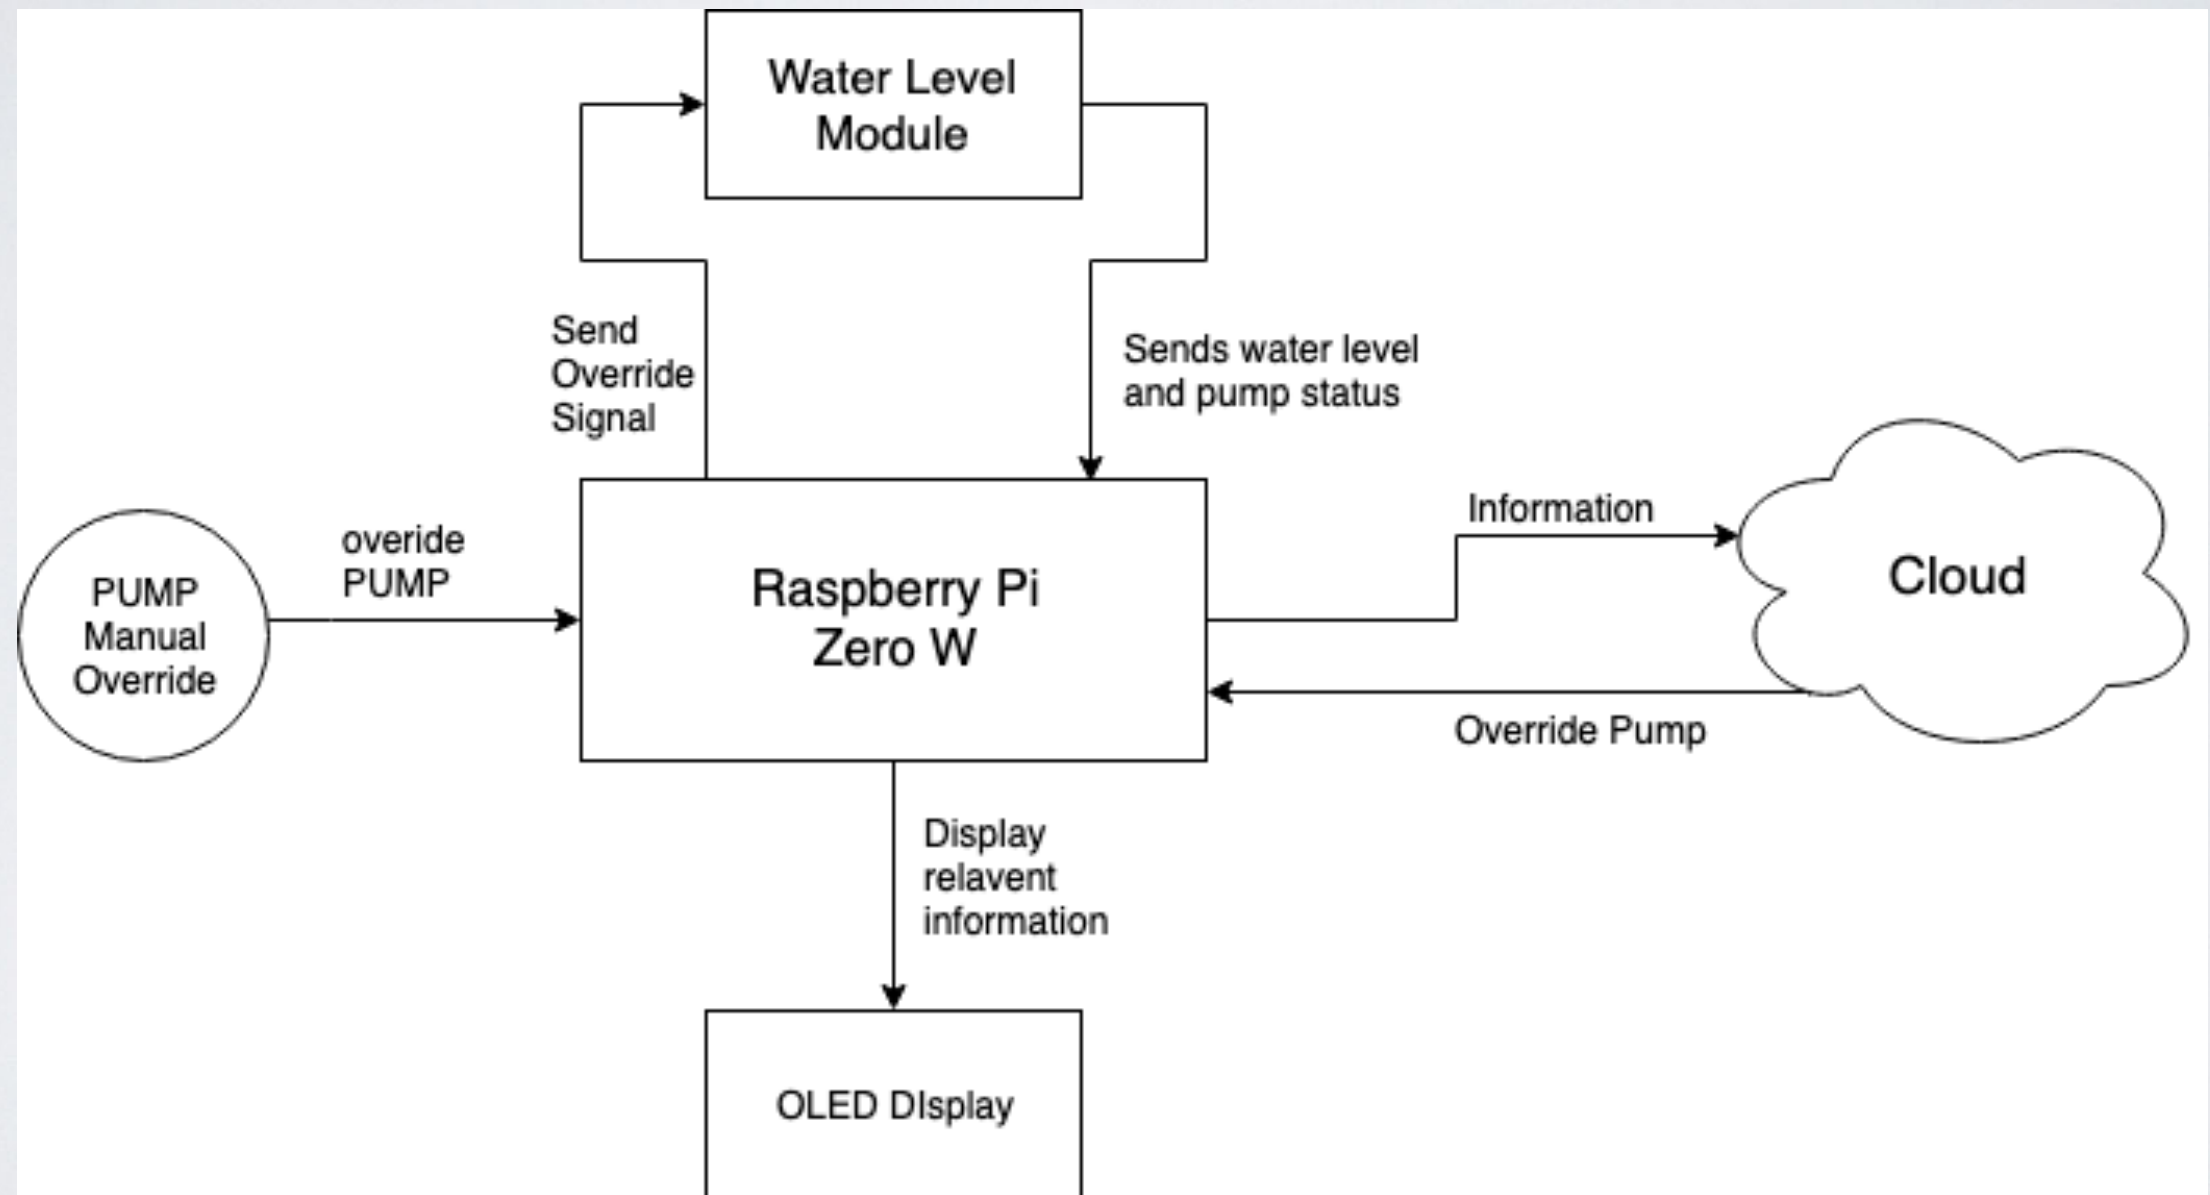 Water Level
Module
Send
Override
Signal
Sends water level
and pump status
PUMP
Manual
Override
overide
PUMP
Raspberry Pi
Zero W
Information
Cloud
Override Pump
Display
relavent
information
OLED DIsplay